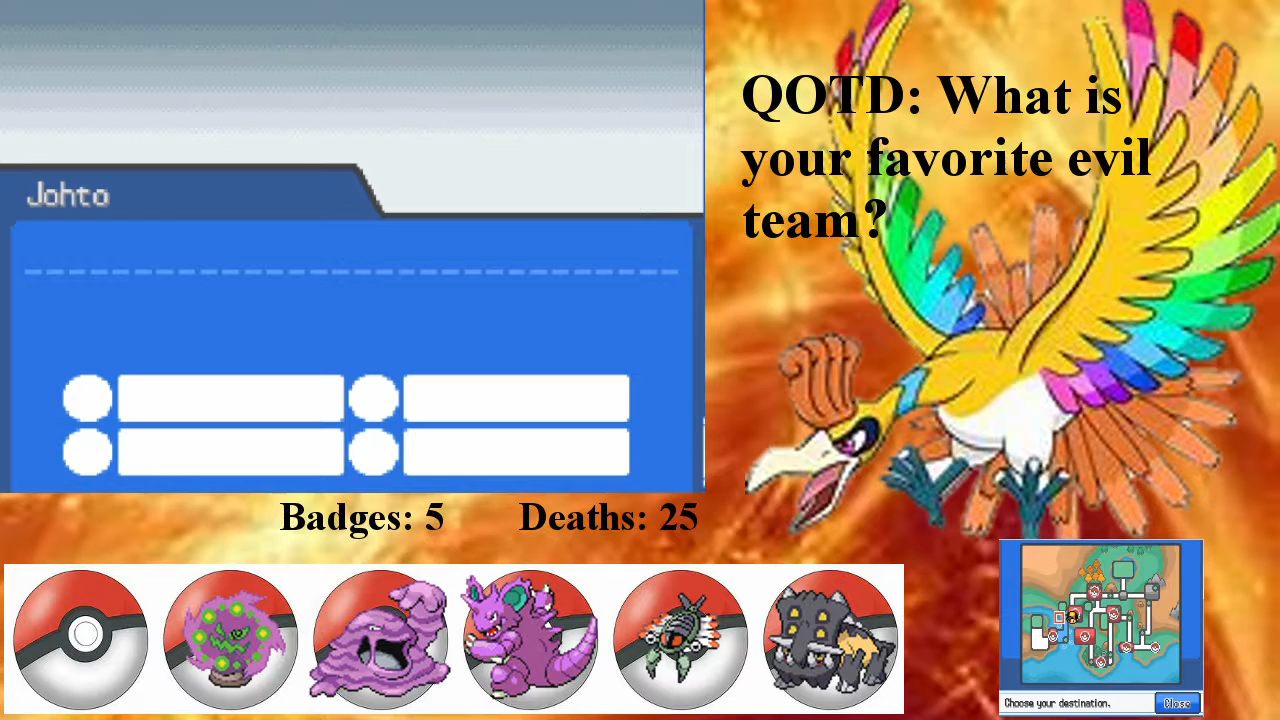 Johto
QOTD: What is
your favorite evil
team?
Badges: 5
Deaths: 25
Choose your destination.
Close